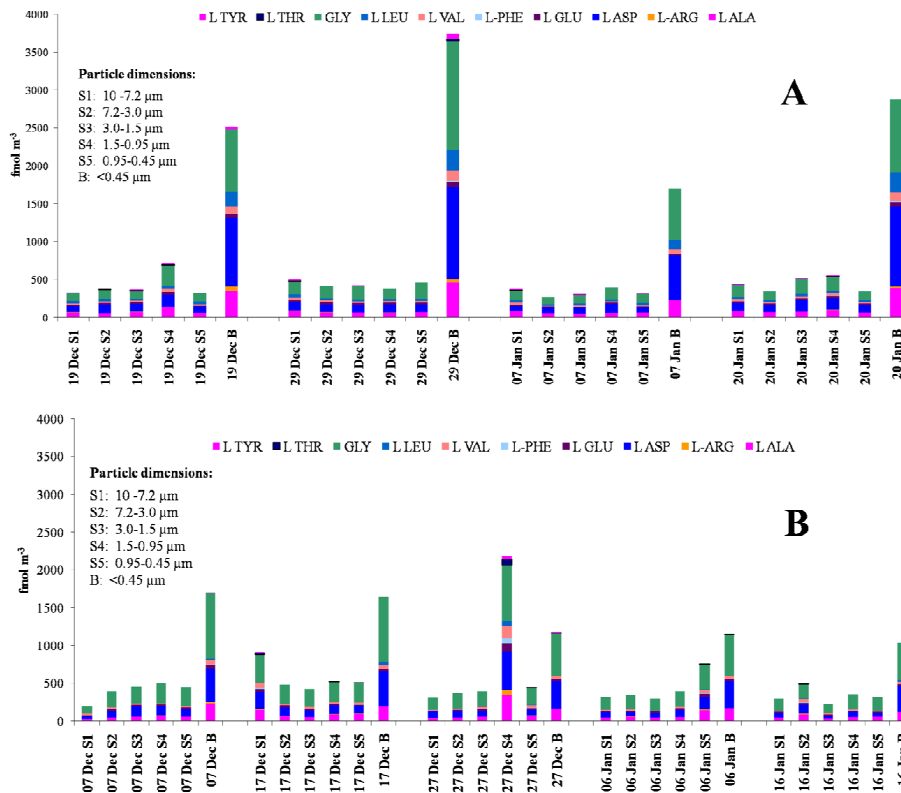 L TYR L THR GLY L LEU L VAL L-PHE L GLU L ASP L-ARG L ALA
4000
3500
3000
2500
2000
1500
1000
500
0
fmol m-3
Particle dimensions:
S1: 10 -7.2 µm
S2: 7.2-3.0 µm
S3: 3.0-1.5 µm
S4: 1.5-0.95 µm
S5: 0.95-0.45 µm
B: <0.45 µm
A
19 Dec S1
19 Dec S2
19 Dec S3
19 Dec S4
19 Dec S5
19 Dec B
29 Dec S1
29 Dec S2
29 Dec S3
29 Dec S4
29 Dec S5
29 Dec B
07 Jan S1
07 Jan S2
07 Jan S3
07 Jan S4
07 Jan S5
07 Jan B
20 Jan S1
20 Jan S2
20 Jan S3
20 Jan S4
20 Jan S5
20 Jan B
4000
3500
3000
2500
2000
1500
1000
500
0
fmol m-3
L TYR L THR GLY L LEU L VAL L-PHE L GLU L ASP L-ARG L ALA
Particle dimensions:
S1: 10 -7.2 µm
S2: 7.2-3.0 µm
S3: 3.0-1.5 µm
S4: 1.5-0.95 µm
S5: 0.95-0.45 µm
B: <0.45 µm
B
07 Dec S1
07 Dec S2
07 Dec S3
07 Dec S4
07 Dec S5
07 Dec B
17 Dec S1
17 Dec S2
17 Dec S3
17 Dec S4
17 Dec S5
17 Dec B
27 Dec S1
27 Dec S2
27 Dec S3
27 Dec S4
27 Dec S5
27 Dec B
06 Jan S1
06 Jan S2
06 Jan S3
06 Jan S4
06 Jan S5
06 Jan B
16 Jan S1
16 Jan S2
16 Jan S3
16 Jan S4
16 Jan S5
16 Jan B